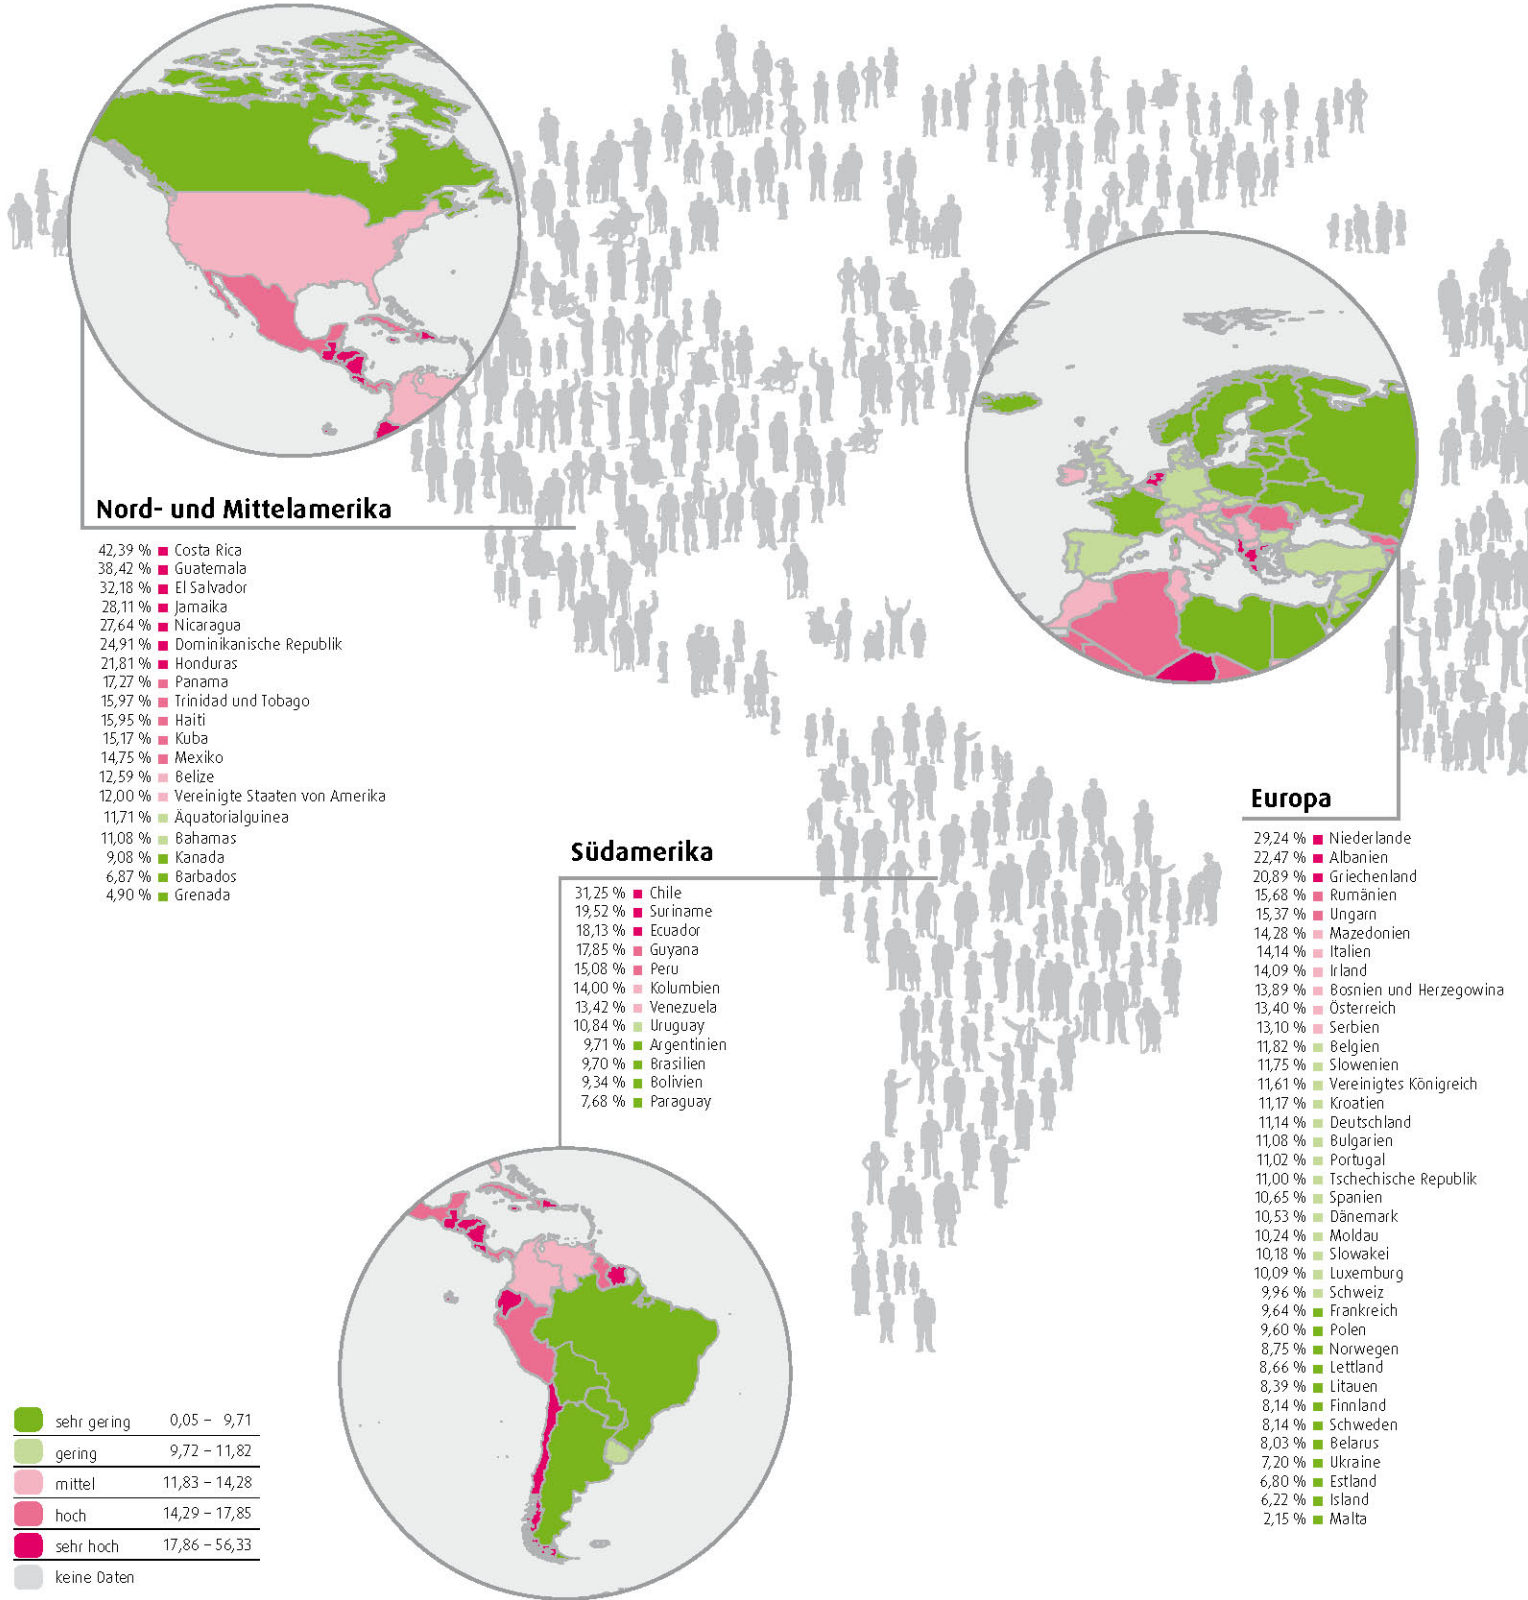 Nord- und Mittelamerika
42,39 % Costa Rica
38,42 % Guatemala
32,18 % El Salvador
28,11 % Jamaika
27,64 % Nicaragua
24,91 % Dominikanische Republik
21,81 % Honduras
17,27 % Panama
15,97 % Trinidad und Tobago
15,95 % Haiti
15,17 % Kuba
14,75 % Mexiko
12,59 % Belize
12,00 % Vereinigte Staaten von Amerika
11,71 % Äquatorialguinea
11,08 % Bahamas
9,08 % Kanada
6,87 % Barbados
4,90 % Grenada
Südamerika
31,25 % Chile
19,52 % Suriname
18,13 % Ecuador
17,85 % Guyana
15,08 % Peru
14,00 % Kolumbien
13,42 % Venezuela
10,84 % Uruguay
9,71 % Argentinien
9,70 % Brasilien
9,34 % Bolivien
7,68 % Paraguay
Europa
29,24 % Niederlande
22,47 % Albanien
20,89 % Griechenland
15,68 % Rumänien
15,37 % Ungarn
14,28 % Mazedonien
14,14 % Italien
14,09 % Irland
13,89 % Bosnien und Herzegowina
13,40 % Österreich
13,10 % Serbien
11,82 % Belgien
11,75 % Slowenien
11,61 % Vereinigtes Königreich
11,17 % Kroatien
11,14 % Deutschland
11,08 % Bulgarien
11,02 % Portugal
11,00 % Tschechische Republik
10,65 % Spanien
10,53 % Dänemark
10,24 % Moldau
10,18 % Slowakei
10,09 % Luxemburg
9,96 % Schweiz
9,64 % Frankreich
9,60 % Polen
8,75 % Norwegen
8,66 % Lettland
8,39 % Litauen
8,14 % Finnland
8,14 % Schweden
8,03 % Belarus
7,20 % Ukraine
6,80 % Estland
6,22 % Island
2,15 % Malta
sehr gering 0,05 – 9,71
gering 9,72 – 11,82
mittel 11,83 – 14,28
hoch 14,29 – 17,85
sehr hoch 17,86 – 56,33
keine Daten